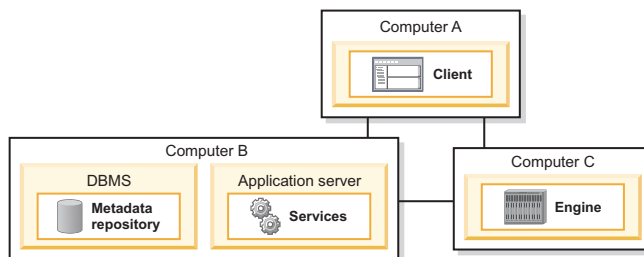 Computer A
Client
Computer B
DBMS
Metadata
repository
Application server
Services
Computer C
Engine